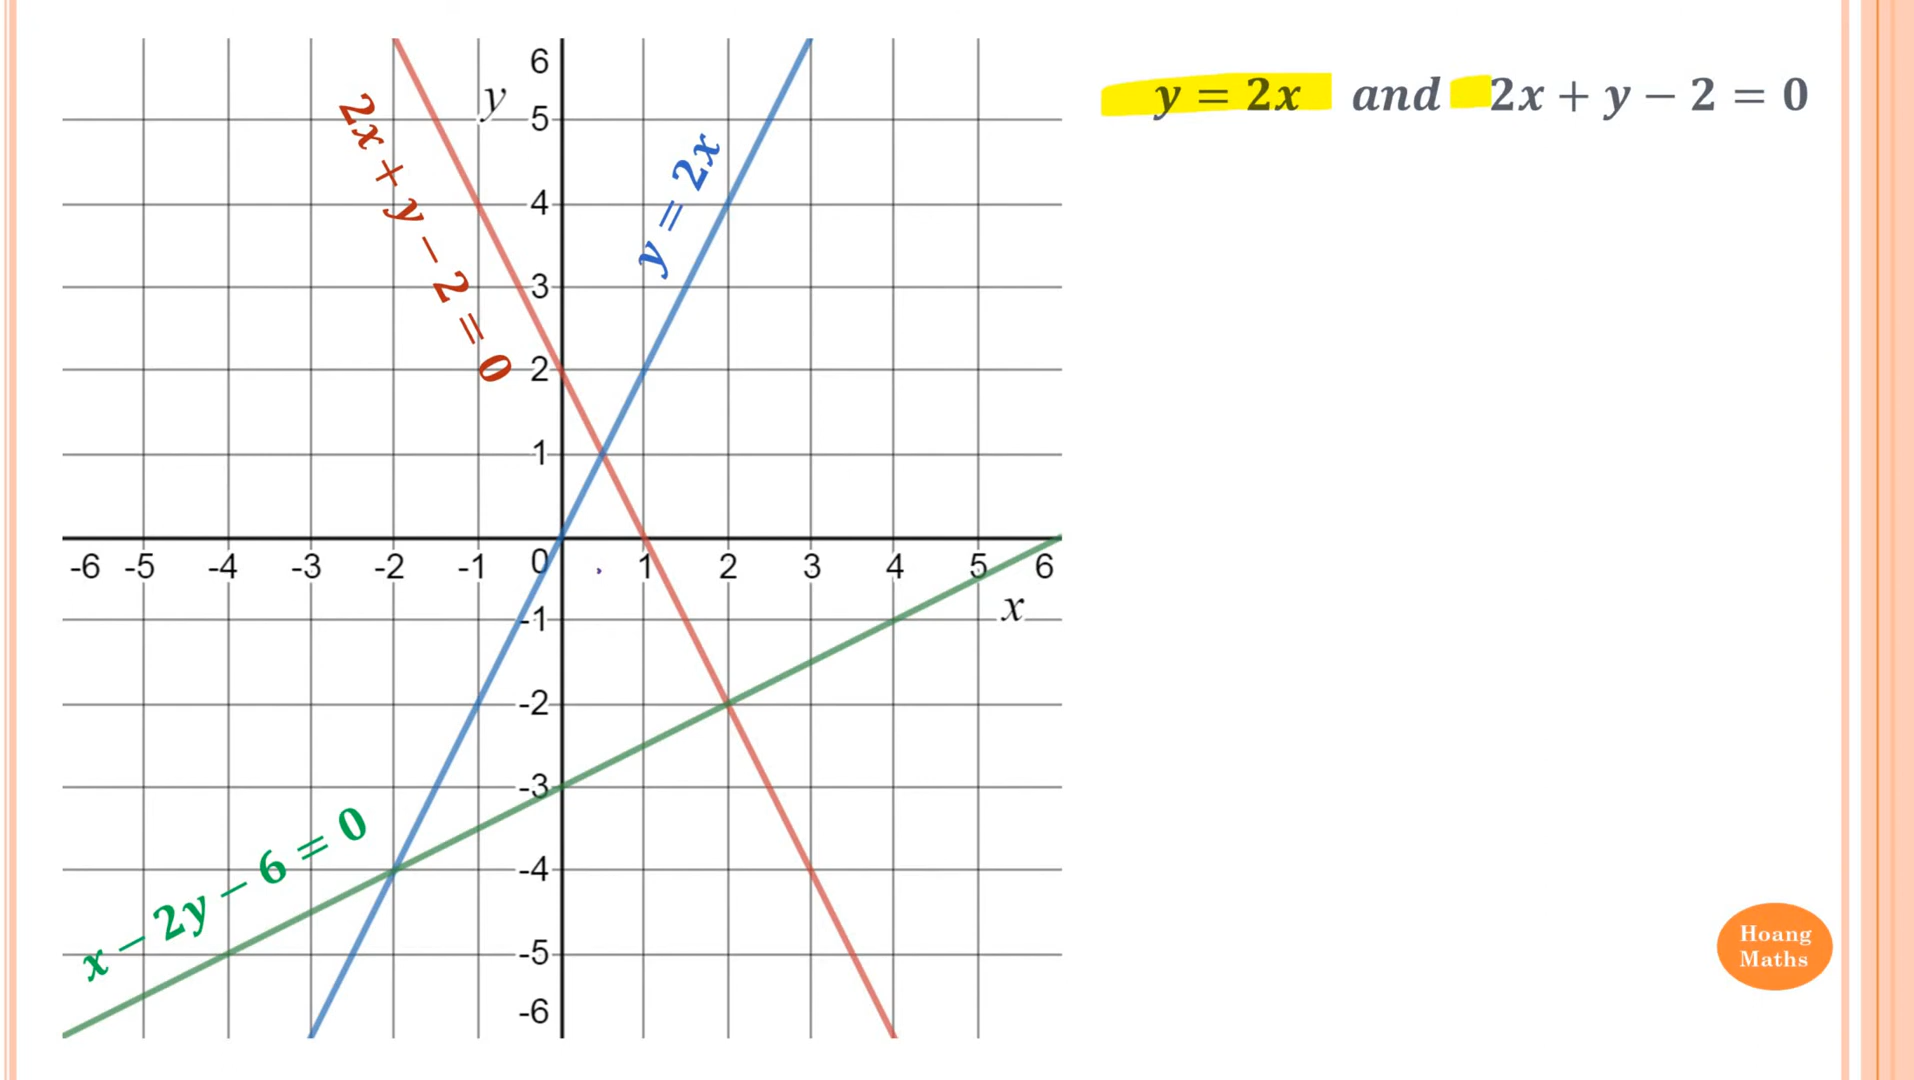 y = 2x and 2x + y − 2 = 0
2x + y − 2 = 0
y = 2x
x − 2y − 6 = 0
y
6
5
4
3
2
1
-6 -5 -4 -3 -2 -1 0 1 2 3 4 5 6
x
-1
-2
-3
-4
-5
-6
Hoang
Maths